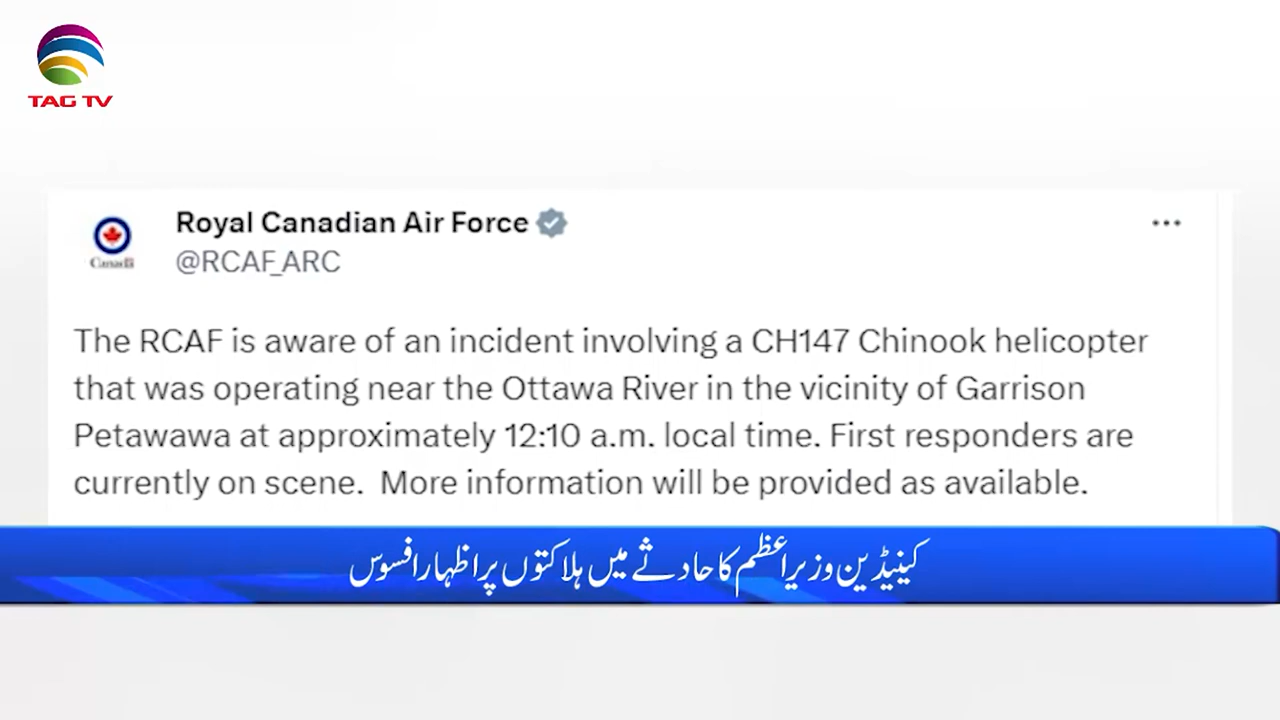 TAG TV
Royal Canadian Air Force
@RCAF_ARC
Canada
The RCAF is aware of an incident involving a CH147 Chinook helicopter
that was operating near the Ottawa River in the vicinity of Garrison
Petawawa at approximately 12:10 a.m. local time. First responders are
currently on scene. More information will be provided as available.
کینیڈین وزیراعظم کا حادثے میں ہلاکتوں پر اظہار افسوس